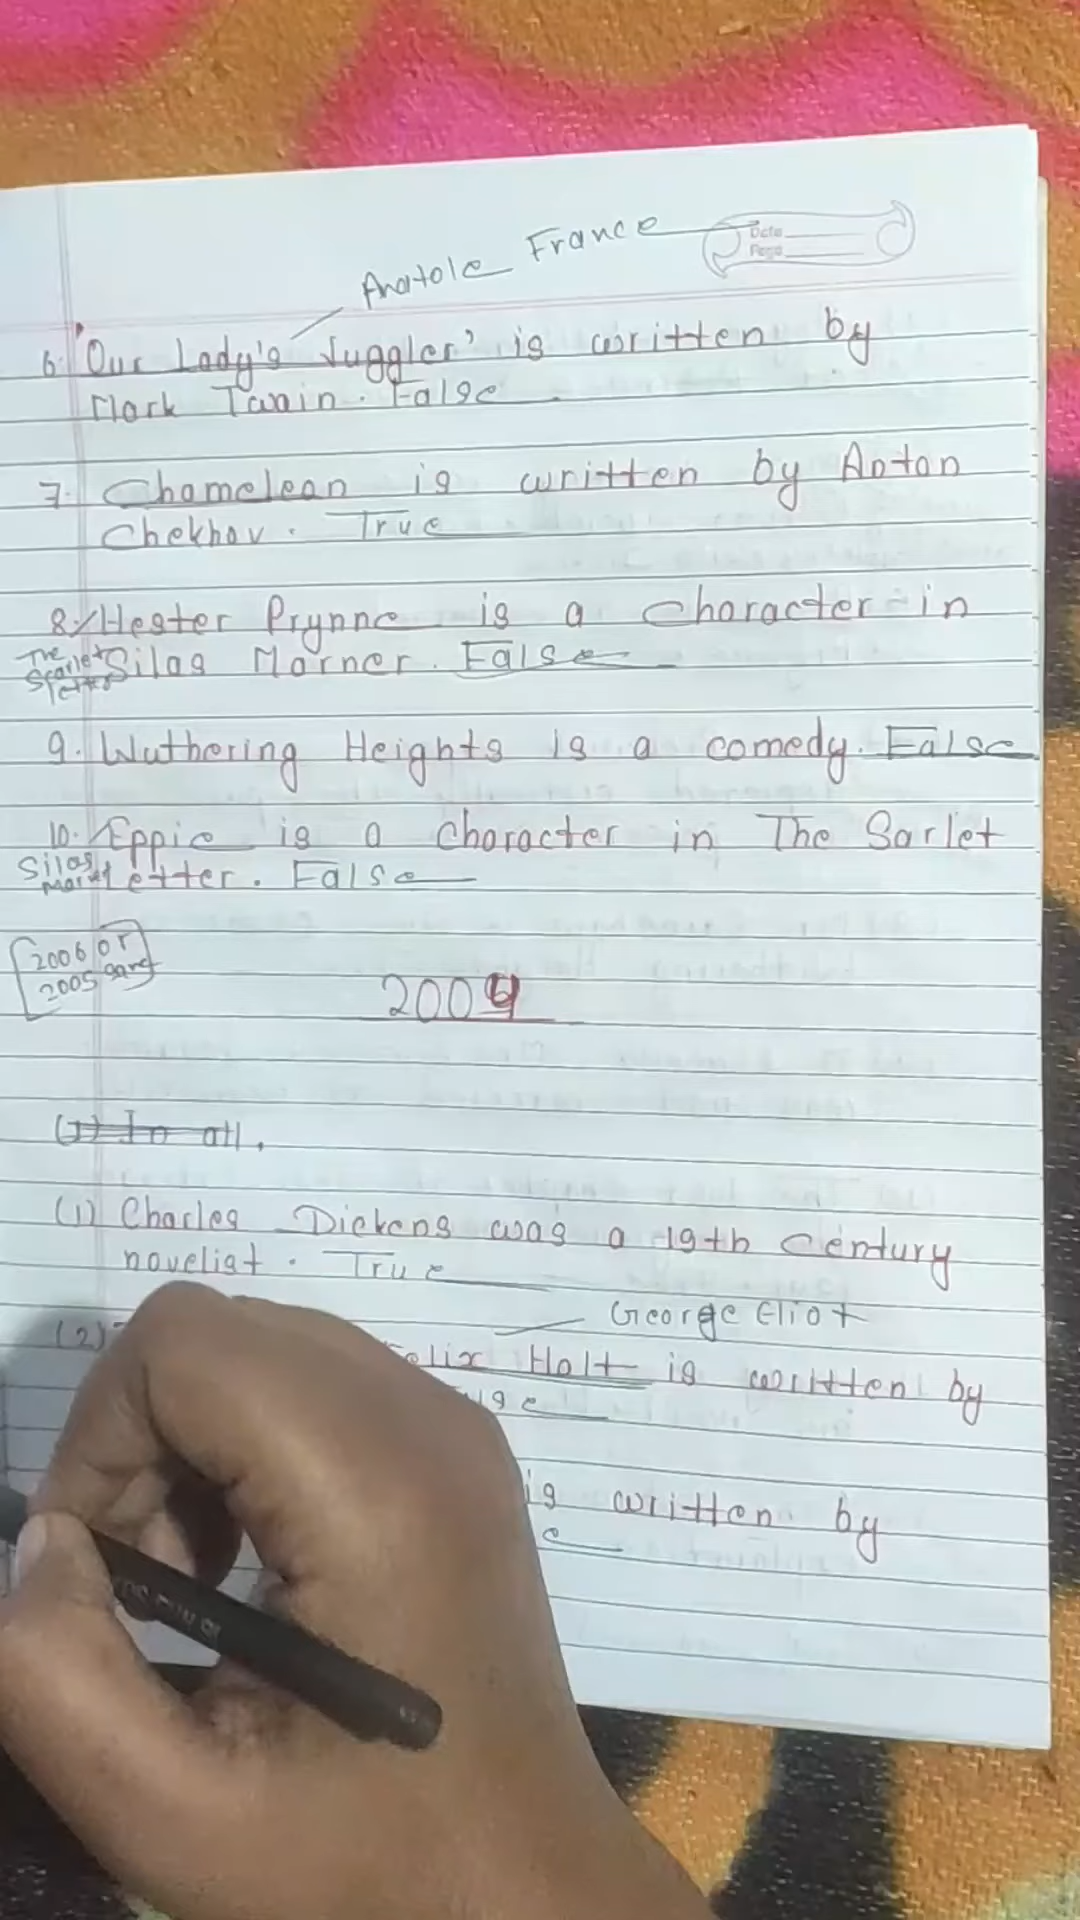 Anatole France
Date
Page
6. 'Our Lady's Juggler' is written by
Mark Twain. False
7. Chamelean is written by Anton
Chekhov. True
8. Hester Prynne is a character in
The Scarlet Letter
Silas Marner. False
9. Wuthering Heights is a comedy. False
10. Eppie is a character in The Sarlet
Silas
Letter. False
2006 or
2005
2004
(1) In all.
(1) Charles Dickens was a 19th century
novelist. True
George Eliot
(2) Felix Holt is written by
is written by